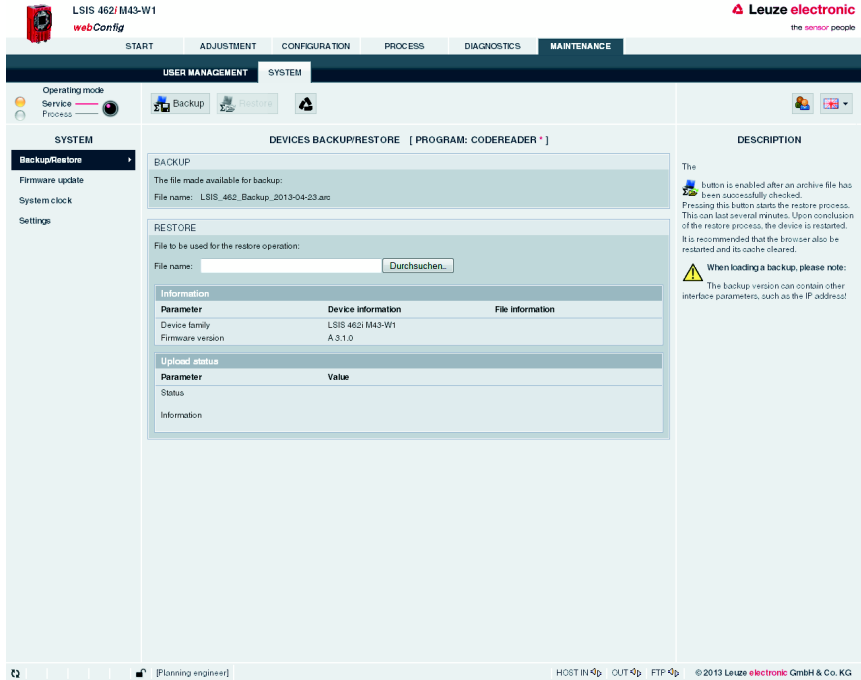 LSIS 462i M43-W1
webConfig
Leuze electronic
the sensor people
START ADJUSTMENT CONFIGURATION PROCESS DIAGNOSTICS MAINTENANCE
USER MANAGEMENT SYSTEM
Operating mode
Service
Process
Backup Restore
SYSTEM
Backup/Restore
Firmware update
System clock
Settings
DEVICES BACKUP/RESTORE [ PROGRAM: CODEREADER * ]
BACKUP
The file made available for backup:
File name: LSIS_462_Backup_2013-04-23.arc
RESTORE
File to be used for the restore operation:
File name: Durchsuchen..
Information
Parameter Device information File information
Device family LSIS 462i M43-W1
Firmware version A 3.1.0
Upload status
Parameter Value
Status
Information
DESCRIPTION
The
button is enabled after an archive file has
been successfully checked.
Pressing this button starts the restore process.
This can last several minutes. Upon conclusion
of the restore process, the device is restarted.
It is recommended that the browser also be
restarted and its cache cleared.
When loading a backup, please note:
The backup version can contain other
interface parameters, such as the IP address!
[Planning engineer]
HOST IN OUT FTP © 2013 Leuze electronic GmbH & Co. KG